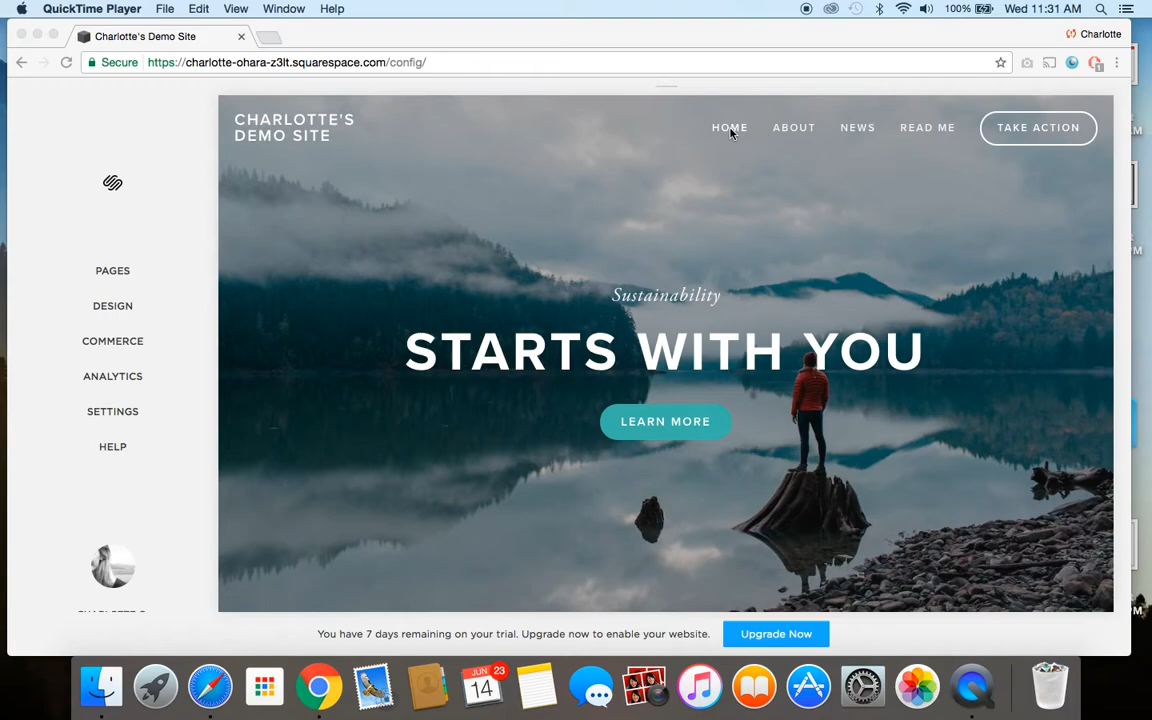 QuickTime Player File Edit View Window Help 100% Wed 11:31 AM
Charlotte's Demo Site Charlotte
Secure https://charlotte-ohara-z3lt.squarespace.com/config/
1
CHARLOTTE'S
DEMO SITE
HOME ABOUT NEWS READ ME TAKE ACTION
PAGES
DESIGN
COMMERCE
ANALYTICS
SETTINGS
HELP
Sustainability
STARTS WITH YOU
LEARN MORE
You have 7 days remaining on your trial. Upgrade now to enable your website. Upgrade Now
JUN 23
14